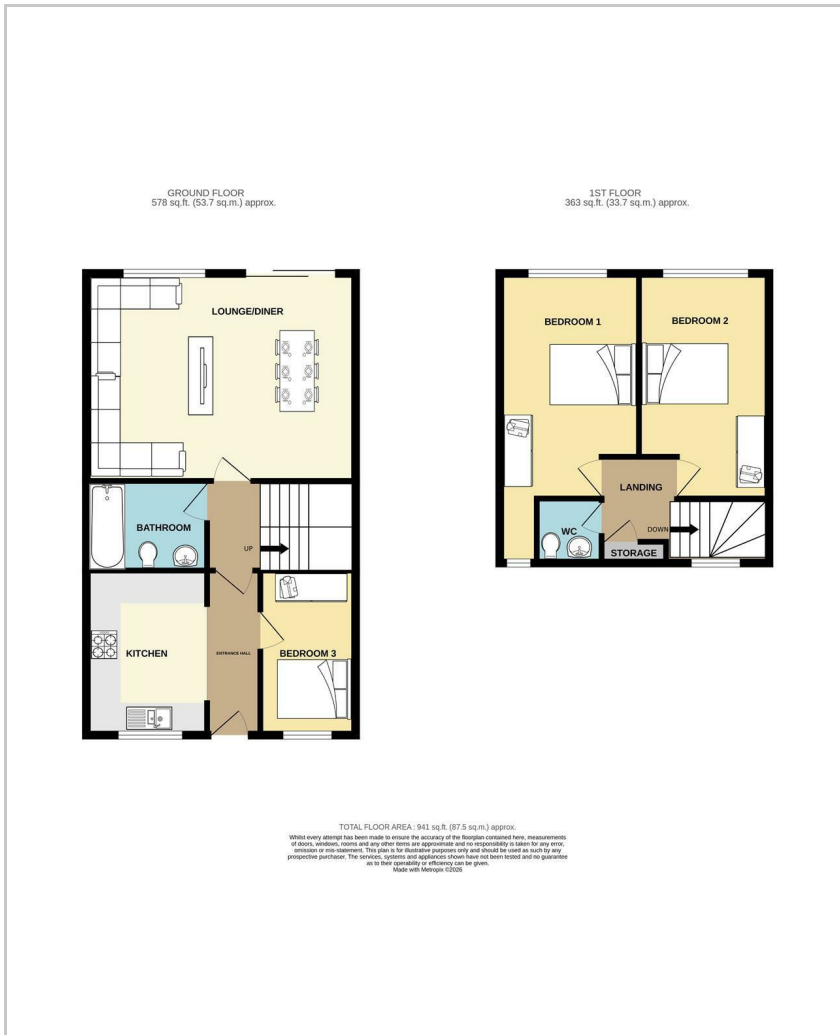 GROUND FLOOR
578 sq.ft. (53.7 sq.m.) approx.
1ST FLOOR
363 sq.ft. (33.7 sq.m.) approx.
LOUNGE/DINER
BATHROOM
UP
KITCHEN
ENTRANCE HALL
BEDROOM 3
BEDROOM 1
BEDROOM 2
LANDING
WC
DOWN
STORAGE
TOTAL FLOOR AREA : 941 sq.ft. (87.5 sq.m.) approx.
Whilst every attempt has been made to ensure the accuracy of the floorplan contained here, measurements
of doors, windows, rooms and any other items are approximate and no responsibility is taken for any error,
omission or mis-statement. This plan is for illustrative purposes only and should be used as such by any
prospective purchaser. The services, systems and appliances shown have not been tested and no guarantee
as to their operability or efficiency can be given.
Made with Metropix ©2026